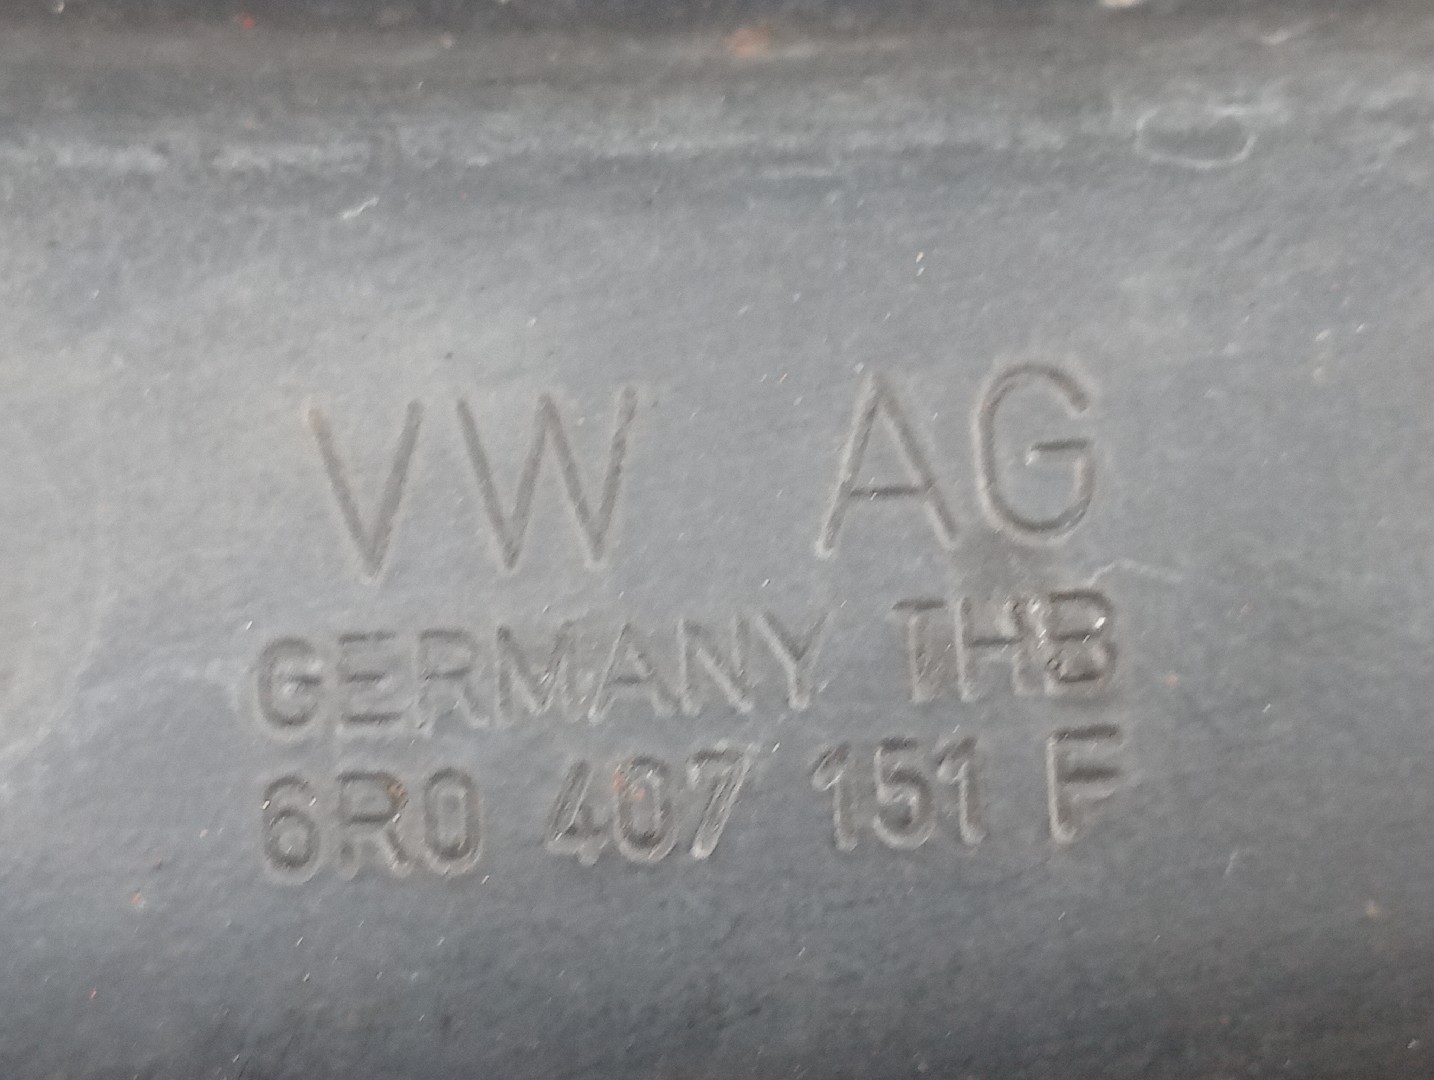 VW AG
GERMANY THB
6R0 407 151 F